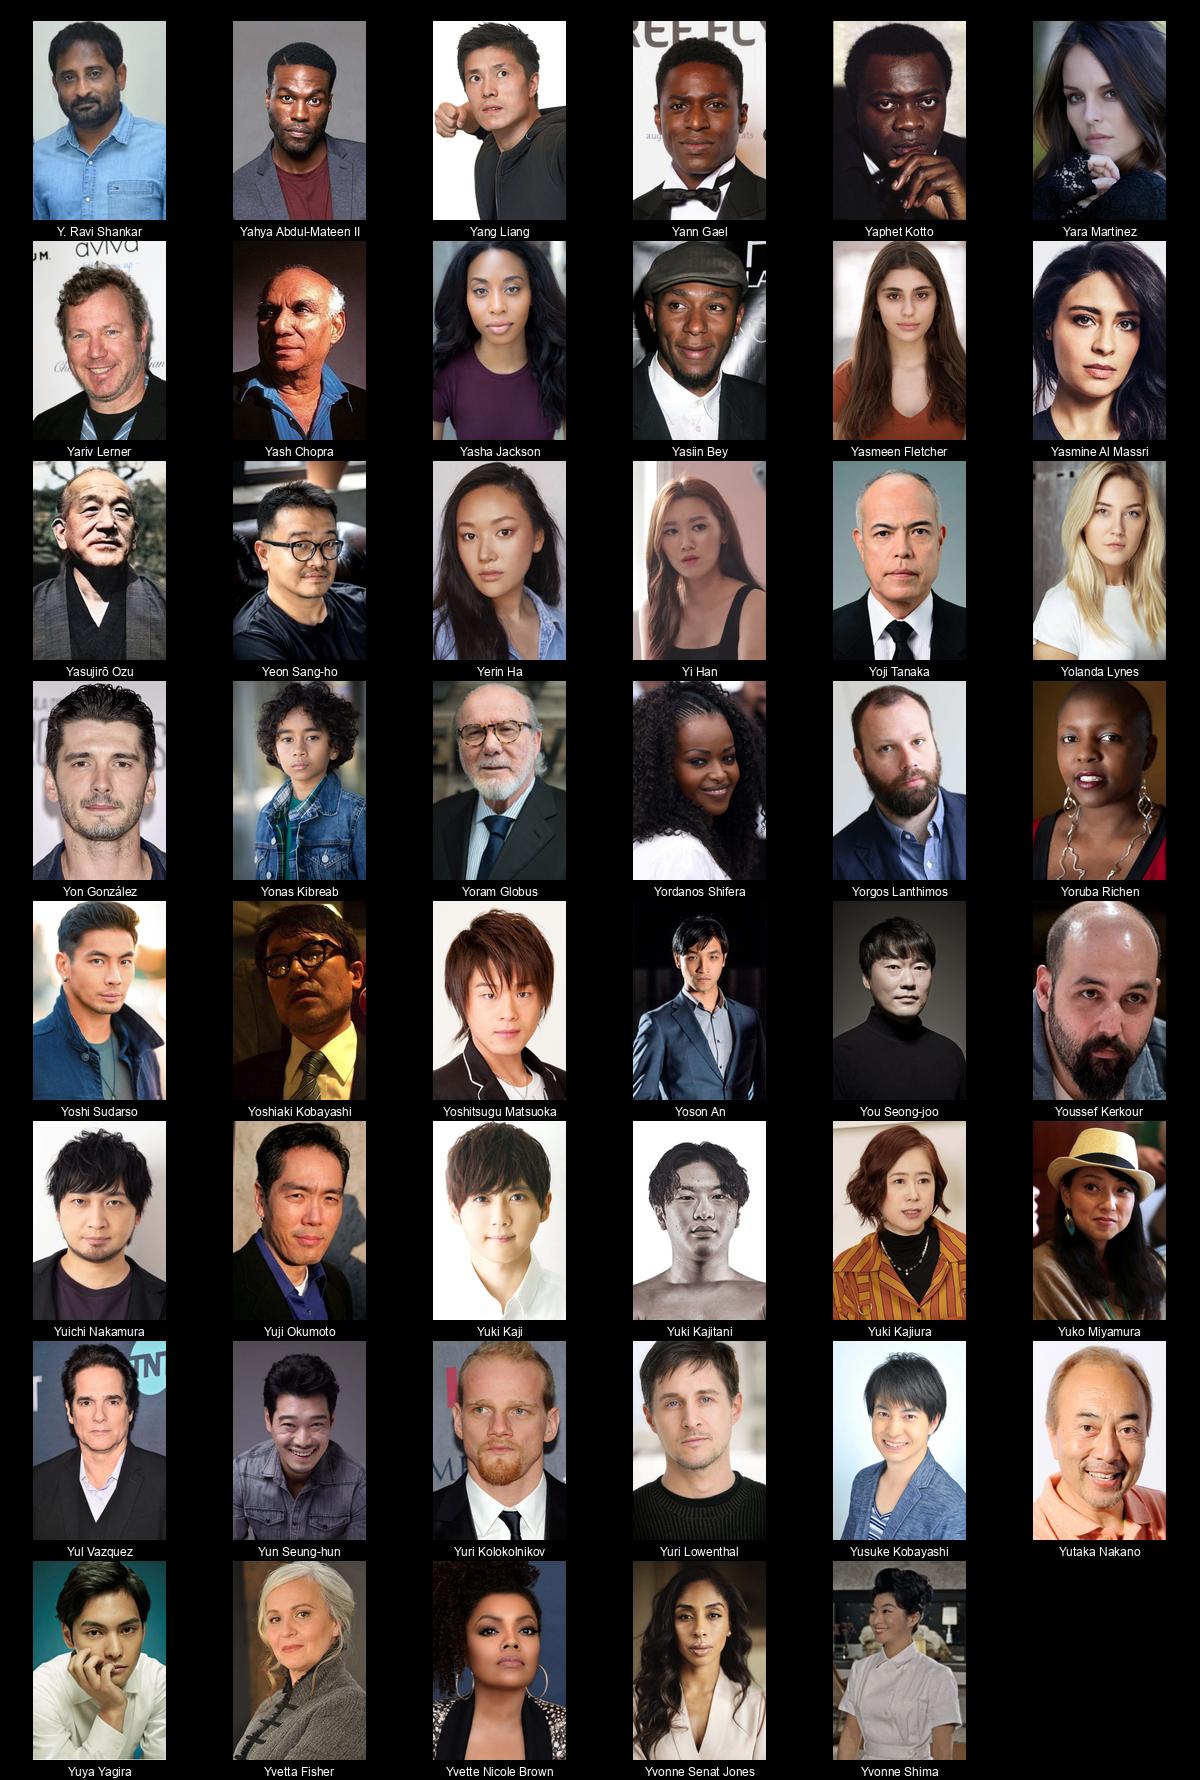 REE FLY
Y. Ravi Shankar
Yahya Abdul-Mateen II
Yang Liang
Yann Gael
Yaphet Kotto
Yara Martinez
aviva
Yariv Lerner
Yash Chopra
Yasha Jackson
Yasiin Bey
Yasmeen Fletcher
Yasmine Al Massri
Yasujirō Ozu
Yeon Sang-ho
Yerin Ha
Yi Han
Yoji Tanaka
Yolanda Lynes
Yon González
Yonas Kibreab
Yoram Globus
Yordanos Shifera
Yorgos Lanthimos
Yoruba Richen
Yoshi Sudarso
Yoshiaki Kobayashi
Yoshitsugu Matsuoka
Yoson An
You Seong-joo
Youssef Kerkour
Yuichi Nakamura
Yuji Okumoto
Yuki Kaji
Yuki Kajitani
Yuki Kajiura
Yuko Miyamura
TNT
Yul Vazquez
Yun Seung-hun
Yuri Kolokolnikov
Yuri Lowenthal
Yusuke Kobayashi
Yutaka Nakano
Yuya Yagira
Yvetta Fisher
Yvette Nicole Brown
Yvonne Senat Jones
Yvonne Shima